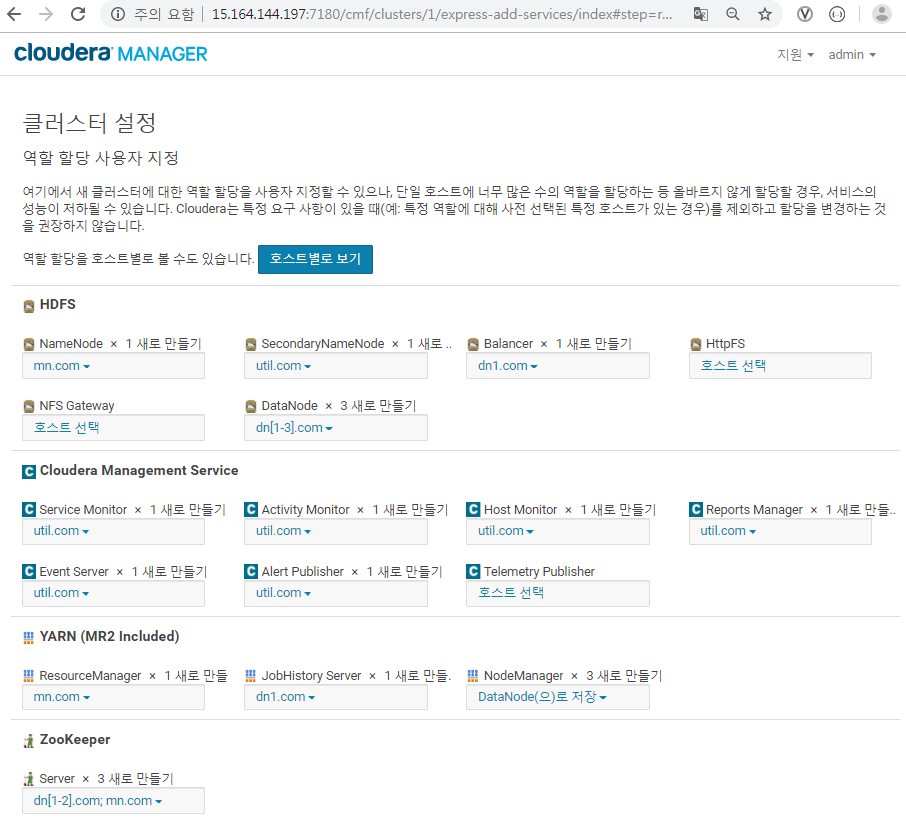 주의 요함 15.164.144.197:7180/cmf/clusters/1/express-add-services/index#step=r...
cloudera MANAGER 지원 admin
클러스터 설정
역할 할당 사용자 지정
여기에서 새 클러스터에 대한 역할 할당을 사용자 지정할 수 있으나, 단일 호스트에 너무 많은 수의 역할을 할당하는 등 올바르지 않게 할당할 경우, 서비스의
성능이 저하될 수 있습니다. Cloudera는 특정 요구 사항이 있을 때(예: 특정 역할에 대해 사전 선택된 특정 호스트가 있는 경우)를 제외하고 할당을 변경하는 것
을 권장하지 않습니다.
역할 할당을 호스트별로 볼 수도 있습니다. 호스트별로 보기
HDFS
NameNode × 1 새로 만들기 SecondaryNameNode × 1 새로 .. Balancer × 1 새로 만들기 HttpFS
mn.com util.com dn1.com 호스트 선택
NFS Gateway DataNode × 3 새로 만들기
호스트 선택 dn[1-3].com
C Cloudera Management Service
C Service Monitor × 1 새로 만들기 C Activity Monitor × 1 새로 만들기 C Host Monitor × 1 새로 만들기 C Reports Manager × 1 새로 만들..
util.com util.com util.com util.com
C Event Server × 1 새로 만들기 C Alert Publisher × 1 새로 만들기 C Telemetry Publisher
util.com util.com 호스트 선택
YARN (MR2 Included)
ResourceManager × 1 새로 만들 JobHistory Server × 1 새로 만들. NodeManager × 3 새로 만들기
mn.com dn1.com DataNode(으)로 저장
ZooKeeper
Server × 3 새로 만들기
dn[1-2].com; mn.com